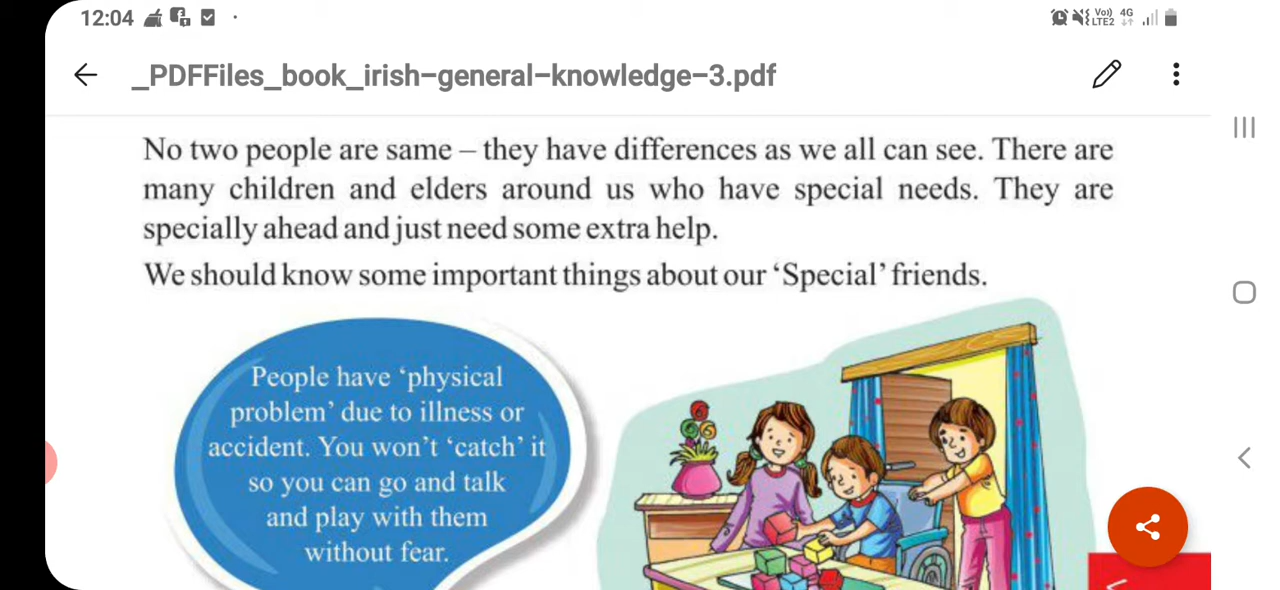 12:04
Vo)) 4G
LTE2
_PDFFiles_book_irish-general-knowledge-3.pdf
No two people are same – they have differences as we all can see. There are
many children and elders around us who have special needs. They are
specially ahead and just need some extra help.
We should know some important things about our ‘Special’ friends.
People have ‘physical
problem’ due to illness or
accident. You won’t ‘catch’ it
so you can go and talk
and play with them
without fear.